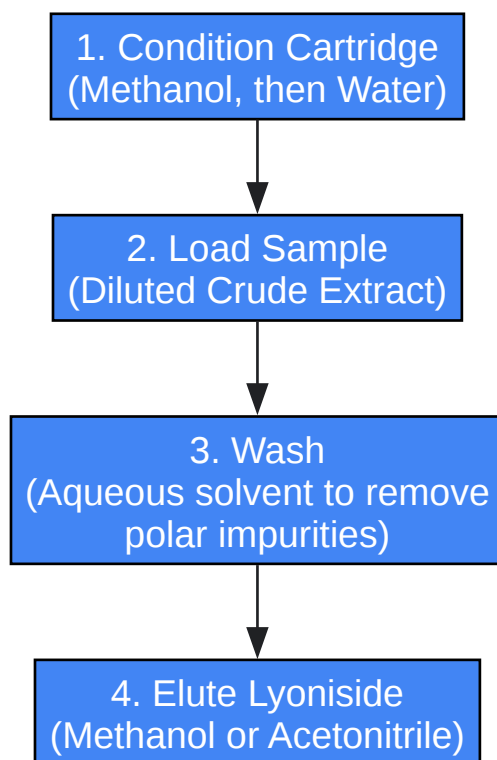 1. Condition Cartridge
(Methanol, then Water)
2. Load Sample
(Diluted Crude Extract)
3. Wash
(Aqueous solvent to remove
polar impurities)
4. Elute Lyoniside
(Methanol or Acetonitrile)